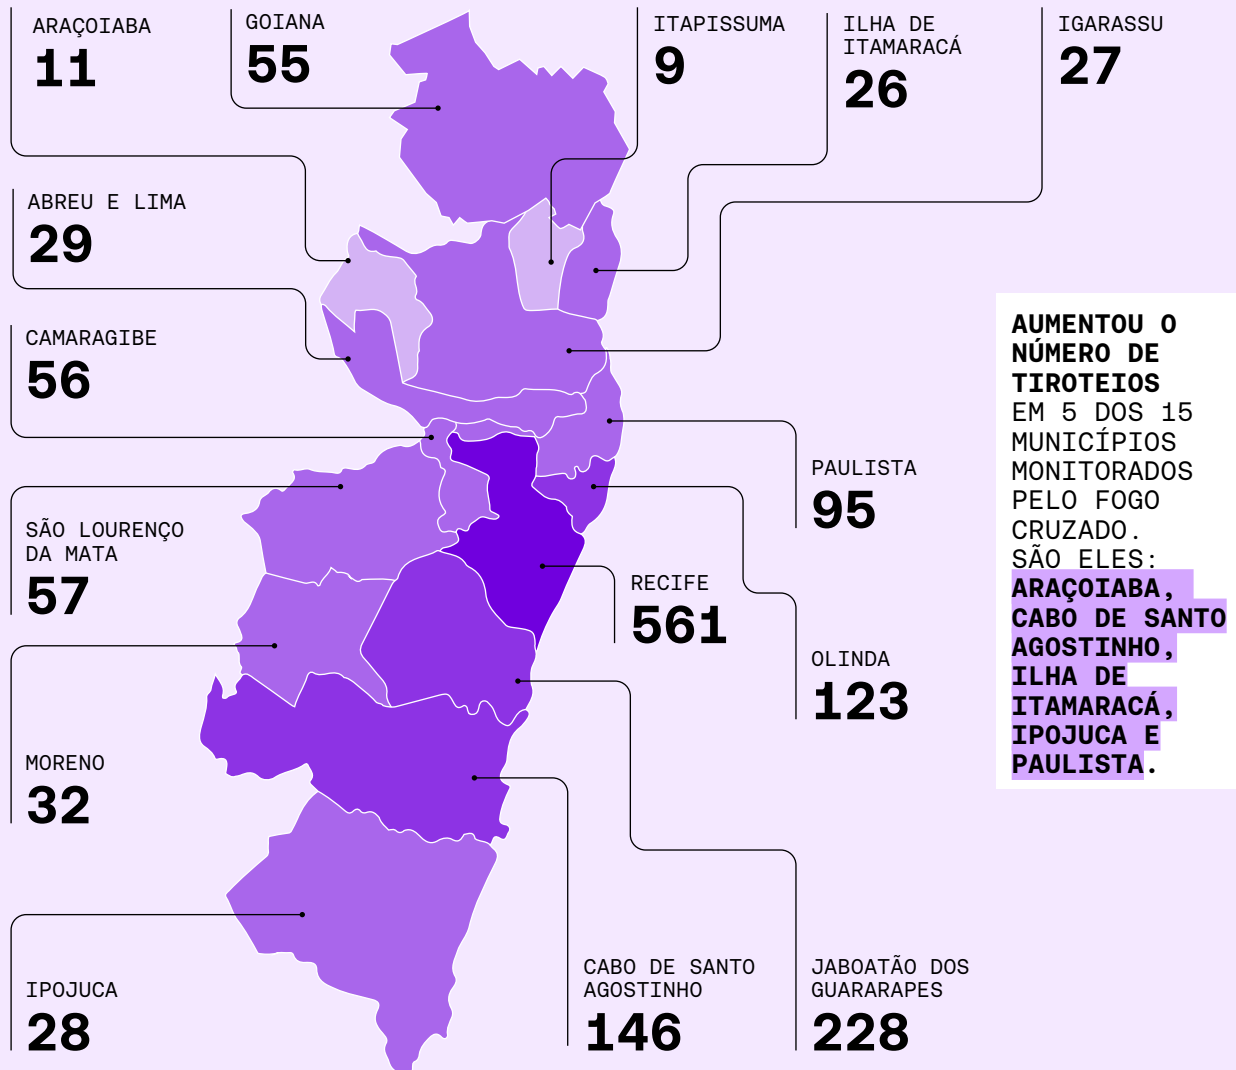 ARAÇOIABA
11
GOIANA
55
ITAPISSUMA
9
ILHA DE
ITAMARACÁ
26
IGARASSU
27
ABREU E LIMA
29
CAMARAGIBE
56
SÃO LOURENÇO
DA MATA
57
MORENO
32
IPOJUCA
28
PAULISTA
95
RECIFE
561
OLINDA
123
CABO DE SANTO
AGOSTINHO
146
JABOATÃO DOS
GUARARAPES
228
AUMENTOU O
NÚMERO DE
TIROTEIOS
EM 5 DOS 15
MUNICÍPIOS
MONITORADOS
PELO FOGO
CRUZADO.
SÃO ELES:
ARAÇOIABA,
CABO DE SANTO
AGOSTINHO,
ILHA DE
ITAMARACÁ,
IPOJUCA E
PAULISTA.